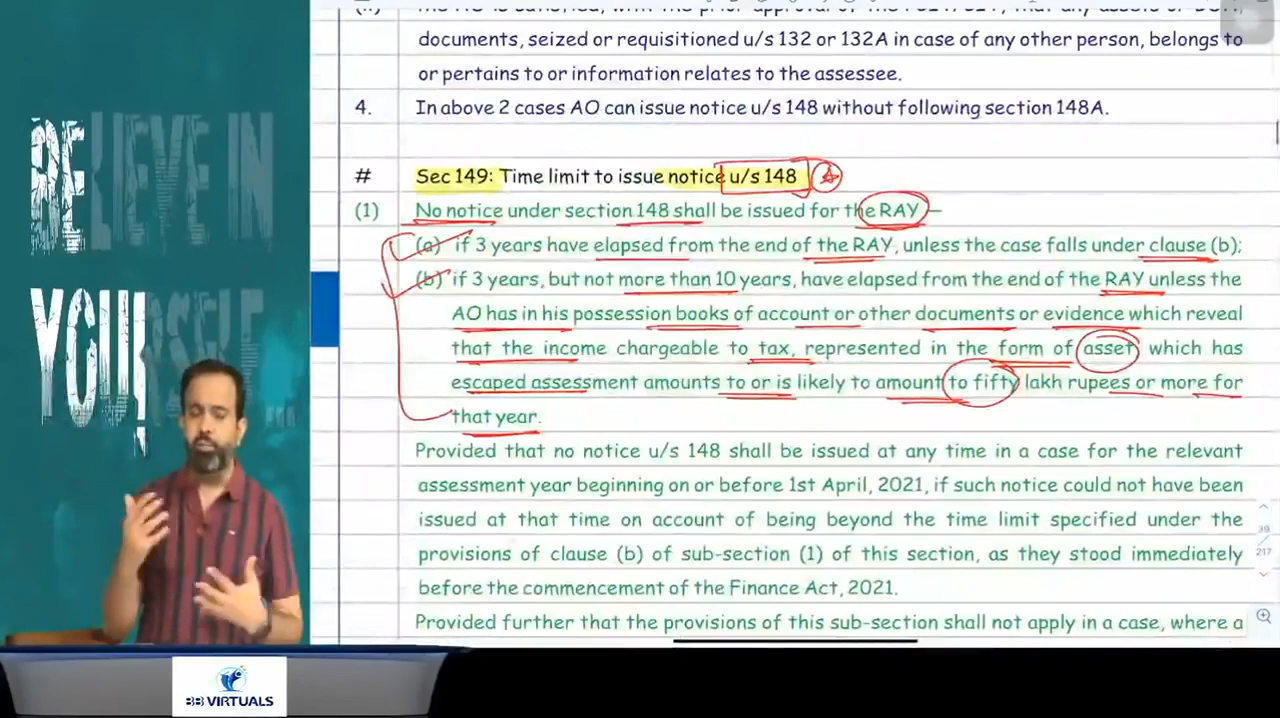 documents, seized or requisitioned u/s 132 or 132A in case of any other person, belongs to
or pertains to or information relates to the assessee.
4. In above 2 cases AO can issue notice u/s 148 without following section 148A.
# Sec 149: Time limit to issue notice u/s 148
(1) No notice under section 148 shall be issued for the RAY –
(a) if 3 years have elapsed from the end of the RAY, unless the case falls under clause (b);
(b) if 3 years, but not more than 10 years, have elapsed from the end of the RAY unless the
AO has in his possession books of account or other documents or evidence which reveal
that the income chargeable to tax, represented in the form of asset which has
escaped assessment amounts to or is likely to amount to fifty lakh rupees or more for
that year.
Provided that no notice u/s 148 shall be issued at any time in a case for the relevant
assessment year beginning on or before 1st April, 2021, if such notice could not have been
issued at that time on account of being beyond the time limit specified under the
provisions of clause (b) of sub-section (1) of this section, as they stood immediately
before the commencement of the Finance Act, 2021.
Provided further that the provisions of this sub-section shall not apply in a case, where a
BELIEVE IN
YOURSELF
39
217
BB VIRTUALS